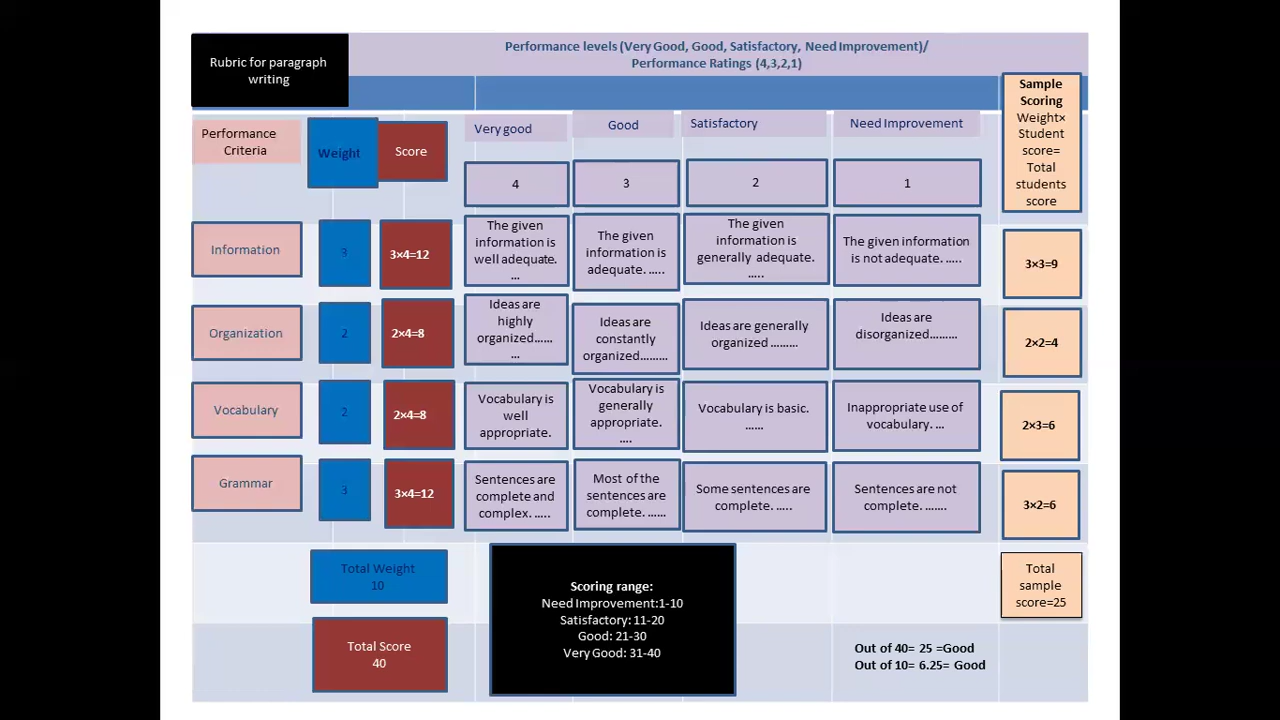 Rubric for paragraph
writing
Performance levels (Very Good, Good, Satisfactory, Need Improvement)/
Performance Ratings (4,3,2,1)
Sample
Scoring
Weight×
Student
score=
Total
students
score
Performance
Criteria
Weight
Score
Very good
Good
Satisfactory
Need Improvement
4
3
2
1
Information
3
3×4=12
The given
information is
well adequate.
...
The given
information is
adequate. .....
The given
information is
generally adequate.
.....
The given information
is not adequate. .....
3×3=9
Organization
2
2×4=8
Ideas are
highly
organized......
...
Ideas are
constantly
organized.........
Ideas are generally
organized .........
Ideas are
disorganized.........
2×2=4
Vocabulary
2
2×4=8
Vocabulary is
well
appropriate.
Vocabulary is
generally
appropriate.
....
Vocabulary is basic.
......
Inappropriate use of
vocabulary. ...
2×3=6
Grammar
3
3×4=12
Sentences are
complete and
complex. .....
Most of the
sentences are
complete. ......
Some sentences are
complete. .....
Sentences are not
complete. .......
3×2=6
Total Weight
10
Total Score
40
Scoring range:
Need Improvement:1-10
Satisfactory: 11-20
Good: 21-30
Very Good: 31-40
Total
sample
score=25
Out of 40= 25 =Good
Out of 10= 6.25= Good